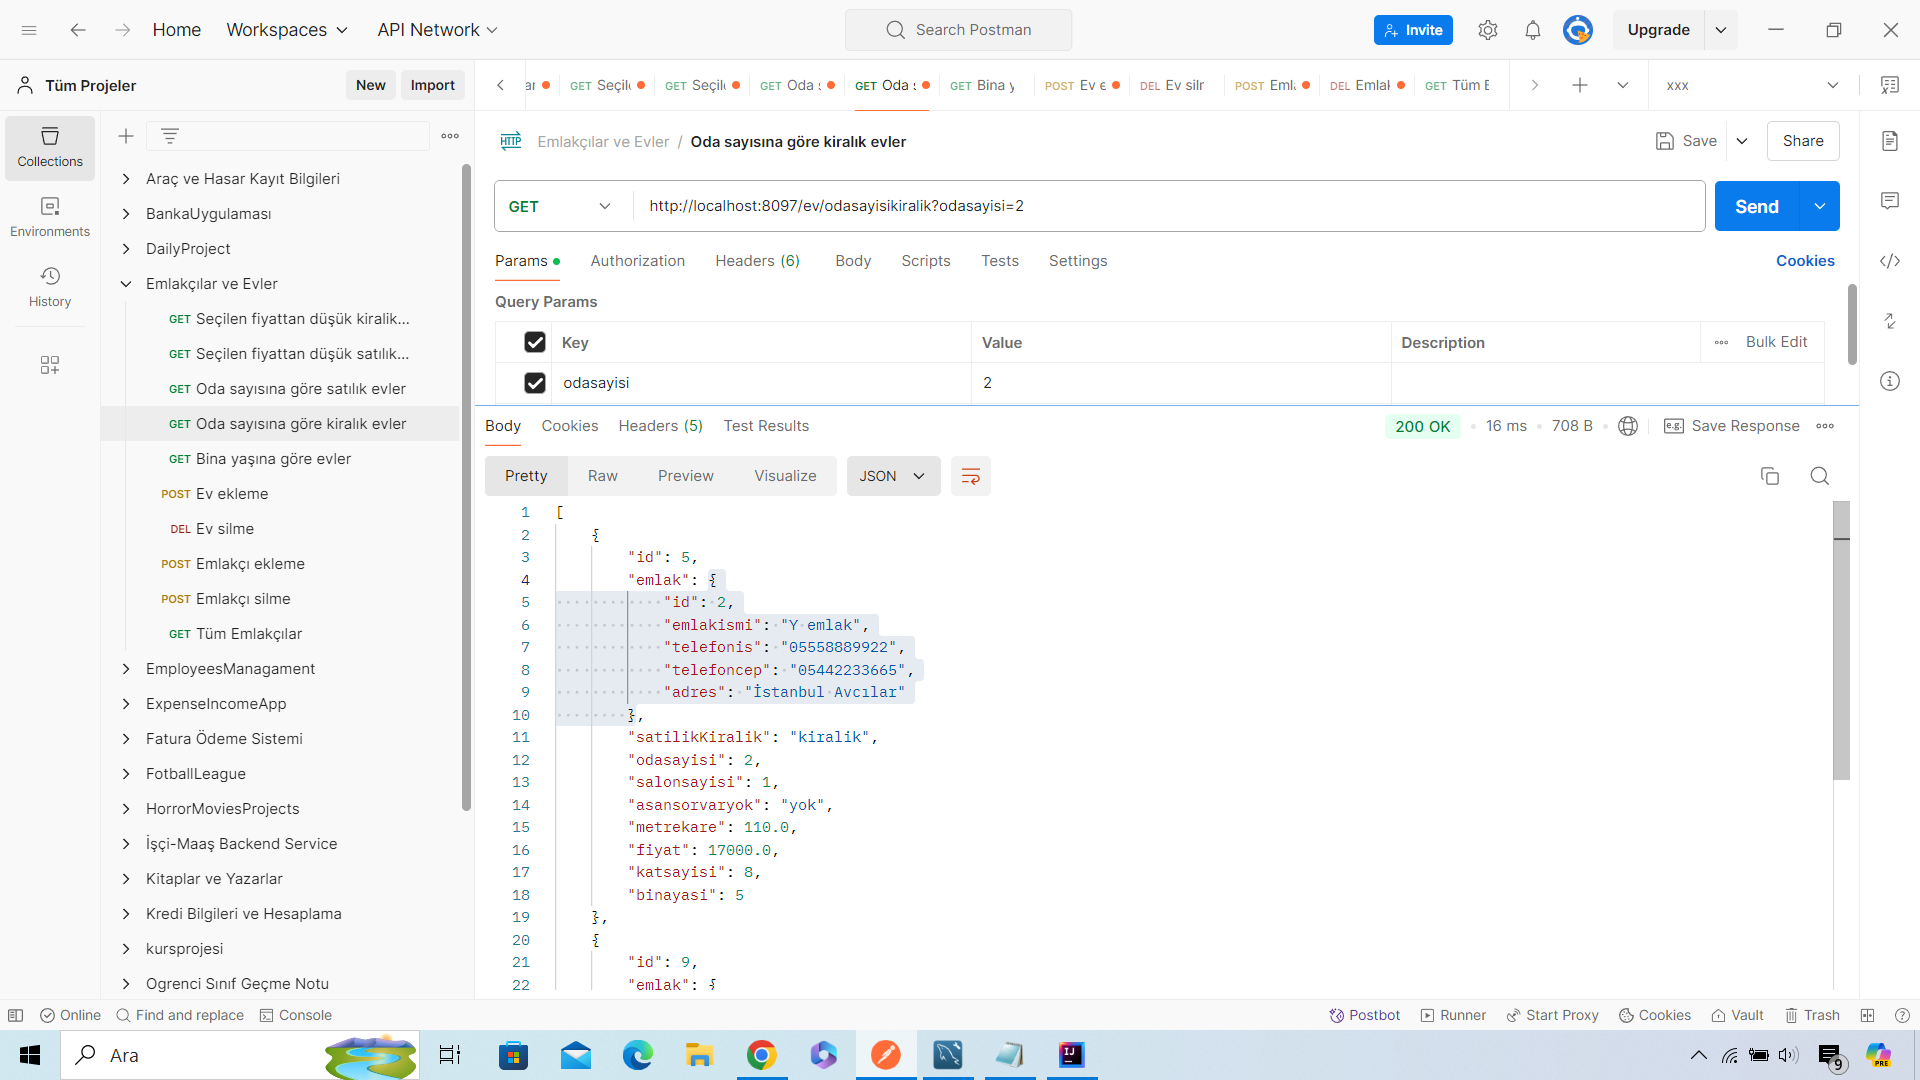 Home Workspaces API Network Search Postman Invite Upgrade
Tüm Projeler New Import
GET Seçil GET Seçil GET Oda s GET Oda s GET Bina y POST Ev e DEL Ev silm POST Emla DEL Emlak GET Tüm E xxx
Collections
Environments
History
Araç ve Hasar Kayıt Bilgileri
BankaUygulaması
DailyProject
Emlakçılar ve Evler
GET Seçilen fiyattan düşük kiralik...
GET Seçilen fiyattan düşük satılık...
GET Oda sayısına göre satılık evler
GET Oda sayısına göre kiralık evler
GET Bina yaşına göre evler
POST Ev ekleme
DEL Ev silme
POST Emlakçı ekleme
POST Emlakçı silme
GET Tüm Emlakçılar
EmployeesManagament
ExpenseIncomeApp
Fatura Ödeme Sistemi
FotballLeague
HorrorMoviesProjects
İşçi-Maaş Backend Service
Kitaplar ve Yazarlar
Kredi Bilgileri ve Hesaplama
kursprojesi
Ogrenci Sınıf Geçme Notu
HTTP Emlakçılar ve Evler / Oda sayısına göre kiralık evler Save Share
GET http://localhost:8097/ev/odasayisikiralik?odasayisi=2 Send
Params Authorization Headers (6) Body Scripts Tests Settings Cookies
Query Params
Key Value Description Bulk Edit
odasayisi 2
Body Cookies Headers (5) Test Results 200 OK 16 ms 708 B e.g. Save Response
Pretty Raw Preview Visualize JSON
1 [
2 {
3 "id": 5,
4 "emlak": {
5 "id": 2,
6 "emlakismi": "Y emlak",
7 "telefonis": "05558889922",
8 "telefoncep": "05442233665",
9 "adres": "İstanbul Avcılar"
10 },
11 "satilikKiralik": "kiralik",
12 "odasayisi": 2,
13 "salonsayisi": 1,
14 "asansorvaryok": "yok",
15 "metrekare": 110.0,
16 "fiyat": 17000.0,
17 "katsayisi": 8,
18 "binayasi": 5
19 },
20 {
21 "id": 9,
22 "emlak": {
Online Find and replace Console Postbot Runner Start Proxy Cookies Vault Trash
Ara IJ 9 PRE